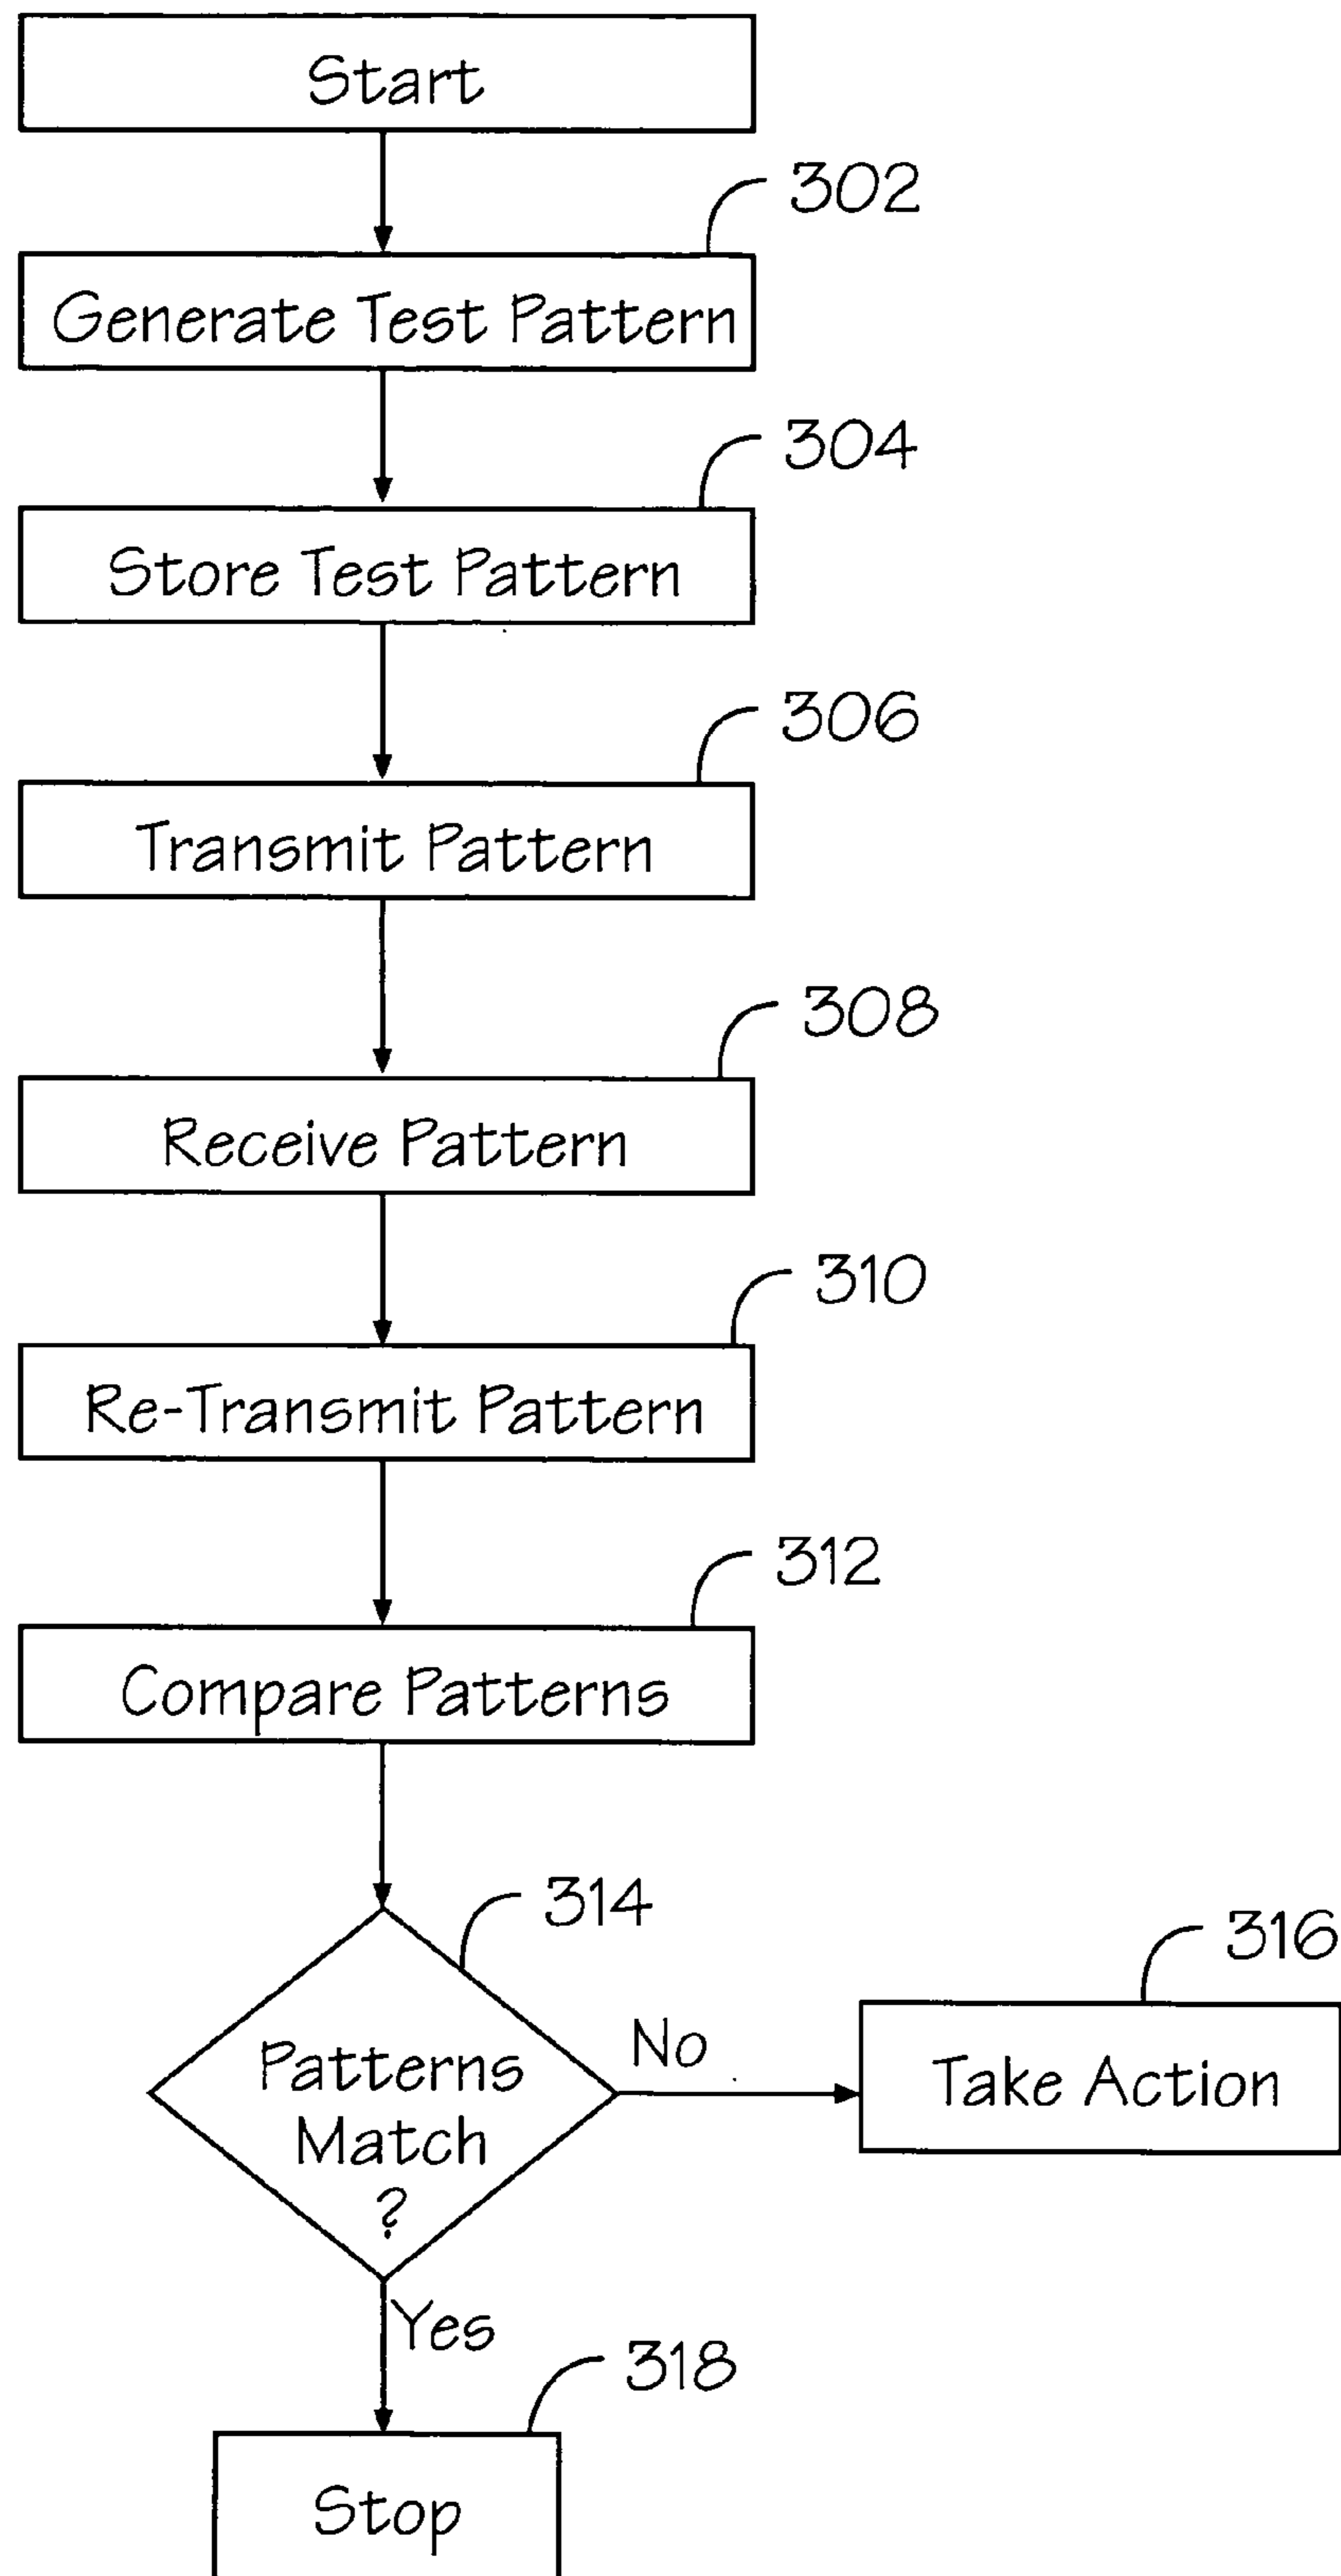 Start
302
Generate Test Pattern
304
Store Test Pattern
306
Transmit Pattern
308
Receive Pattern
310
Re-Transmit Pattern
312
Compare Patterns
314
Patterns
Match
?
No
316
Take Action
Yes
318
Stop